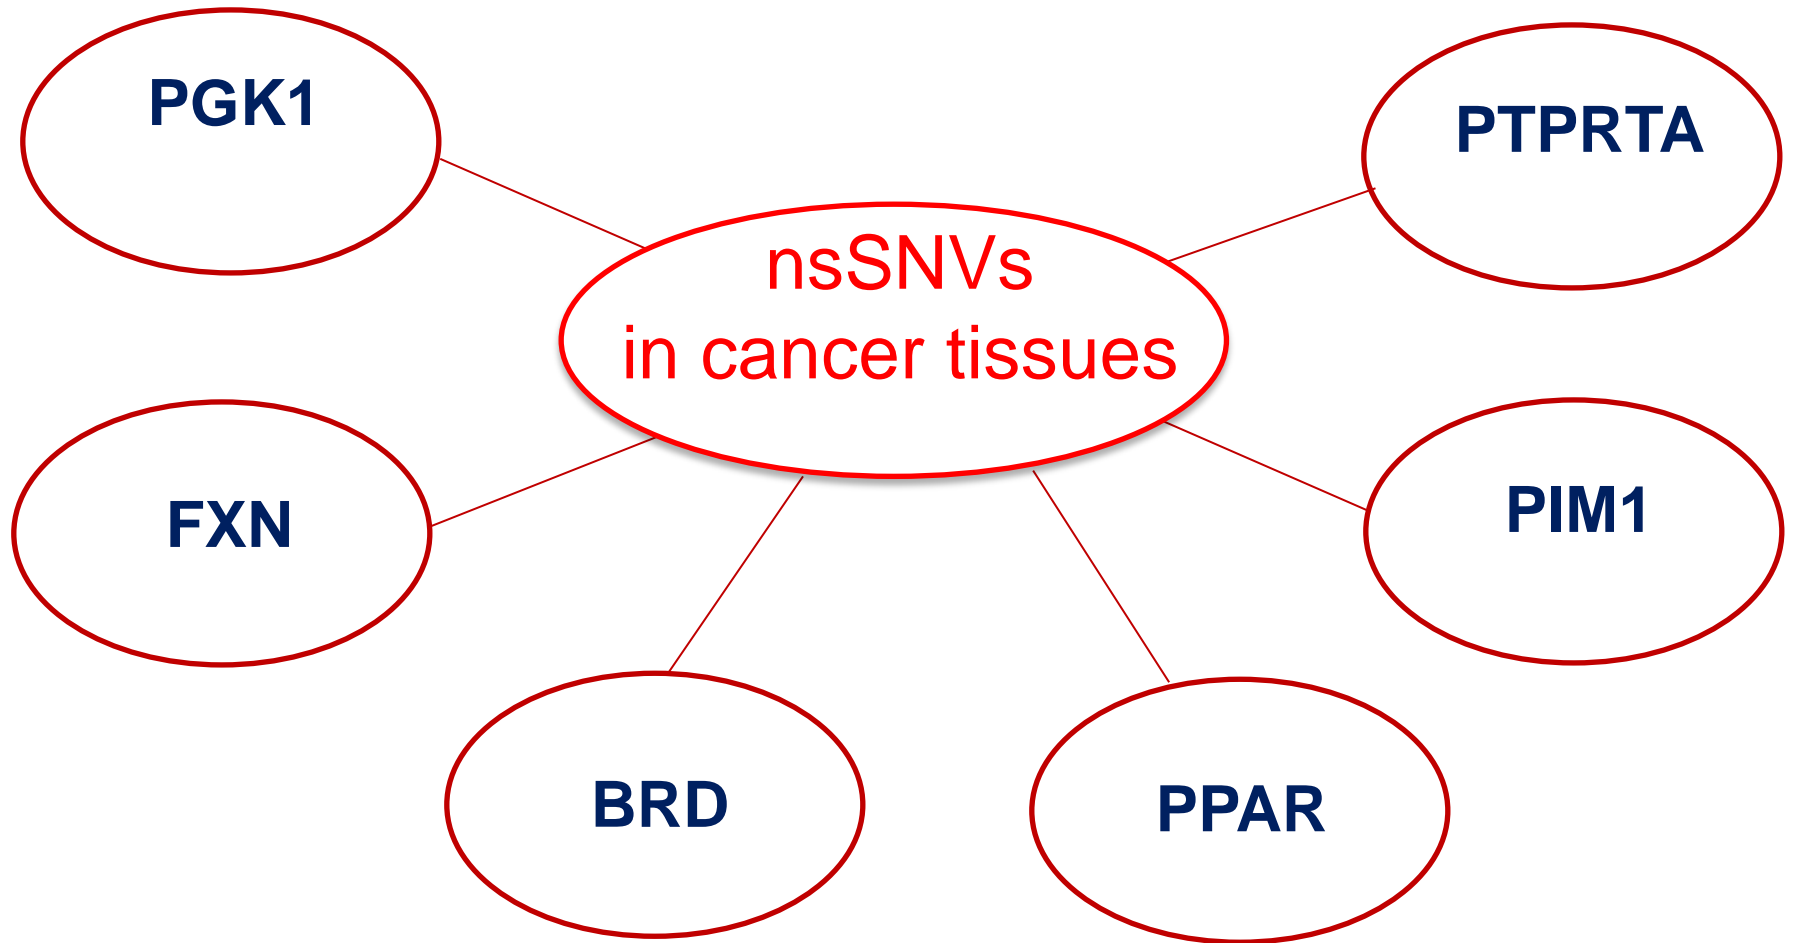 PGK1
PTPRTA
nsSNVs
in cancer tissues
FXN
PIM1
BRD
PPAR